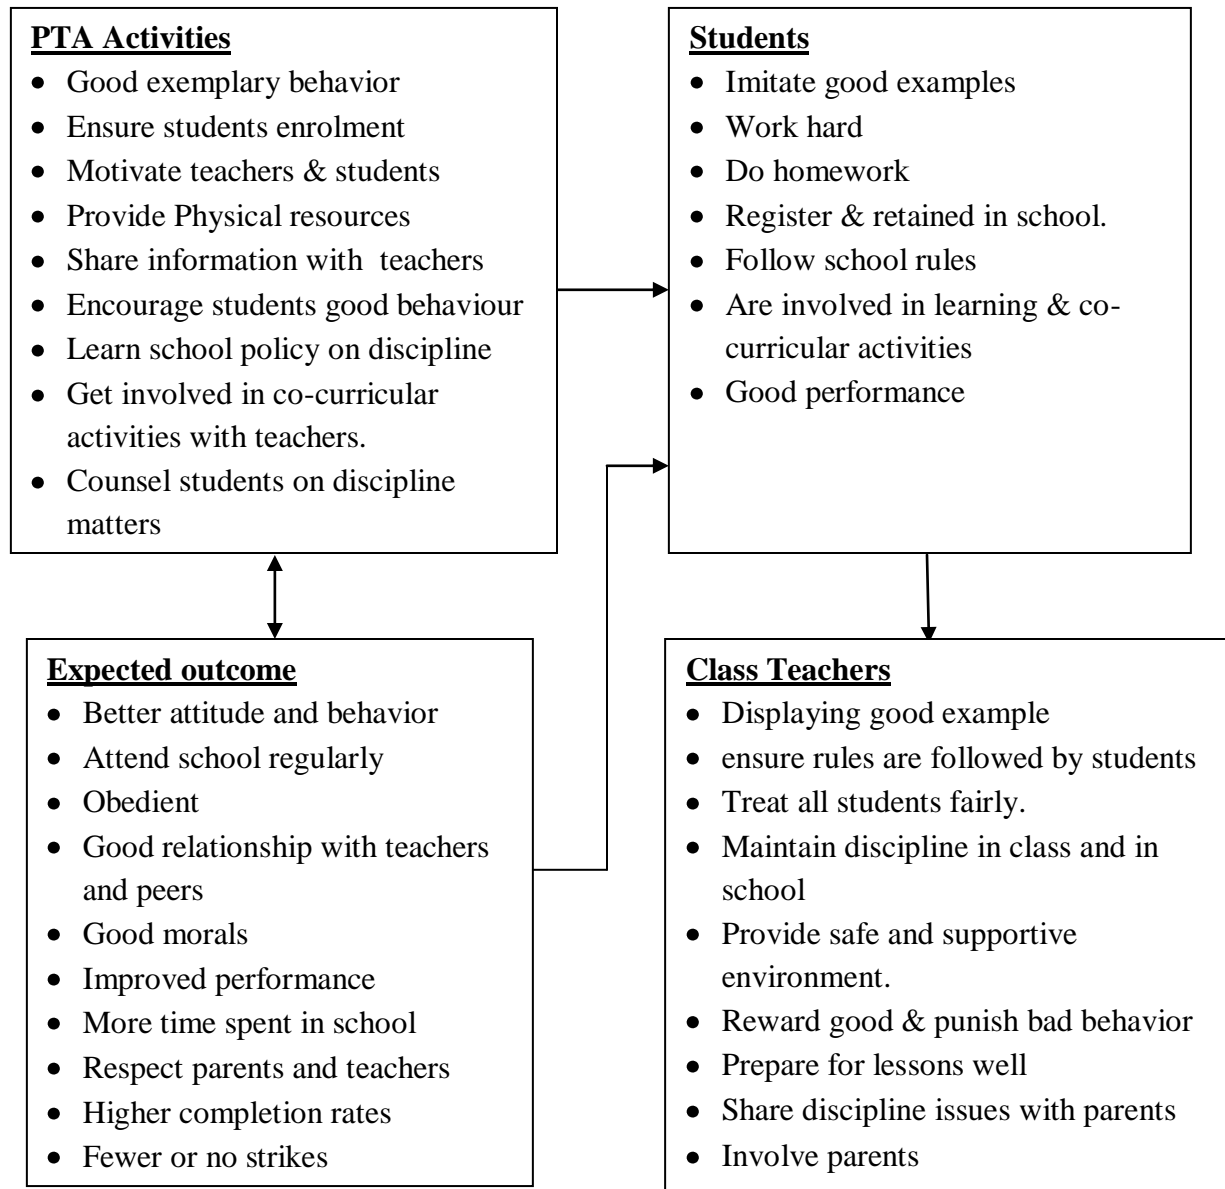 PTA Activities
• Good exemplary behavior
• Ensure students enrolment
• Motivate teachers & students
• Provide Physical resources
• Share information with teachers
• Encourage students good behaviour
• Learn school policy on discipline
• Get involved in co-curricular
activities with teachers.
• Counsel students on discipline
matters
Students
• Imitate good examples
• Work hard
• Do homework
• Register & retained in school.
• Follow school rules
• Are involved in learning & co-
curricular activities
• Good performance
Expected outcome
• Better attitude and behavior
• Attend school regularly
• Obedient
• Good relationship with teachers
and peers
• Good morals
• Improved performance
• More time spent in school
• Respect parents and teachers
• Higher completion rates
• Fewer or no strikes
Class Teachers
• Displaying good example
• ensure rules are followed by students
• Treat all students fairly.
• Maintain discipline in class and in
school
• Provide safe and supportive
environment.
• Reward good & punish bad behavior
• Prepare for lessons well
• Share discipline issues with parents
• Involve parents